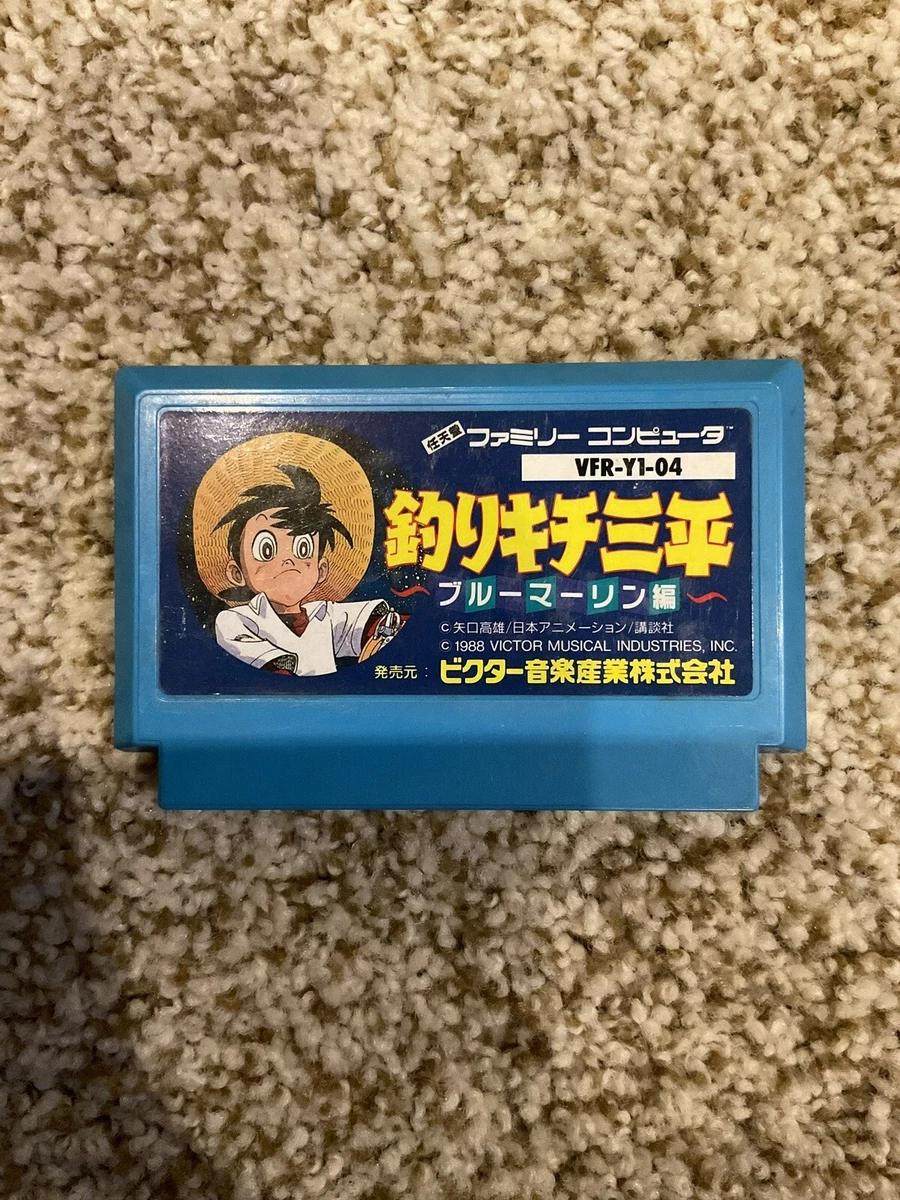 任天堂 ファミリー コンピュータ™
VFR-Y1-04
釣りキチ三平
～ブルーマーリン編～
©矢口高雄/日本アニメーション/講談社
© 1988 VICTOR MUSICAL INDUSTRIES, INC.
発売元：ビクター音楽産業株式会社